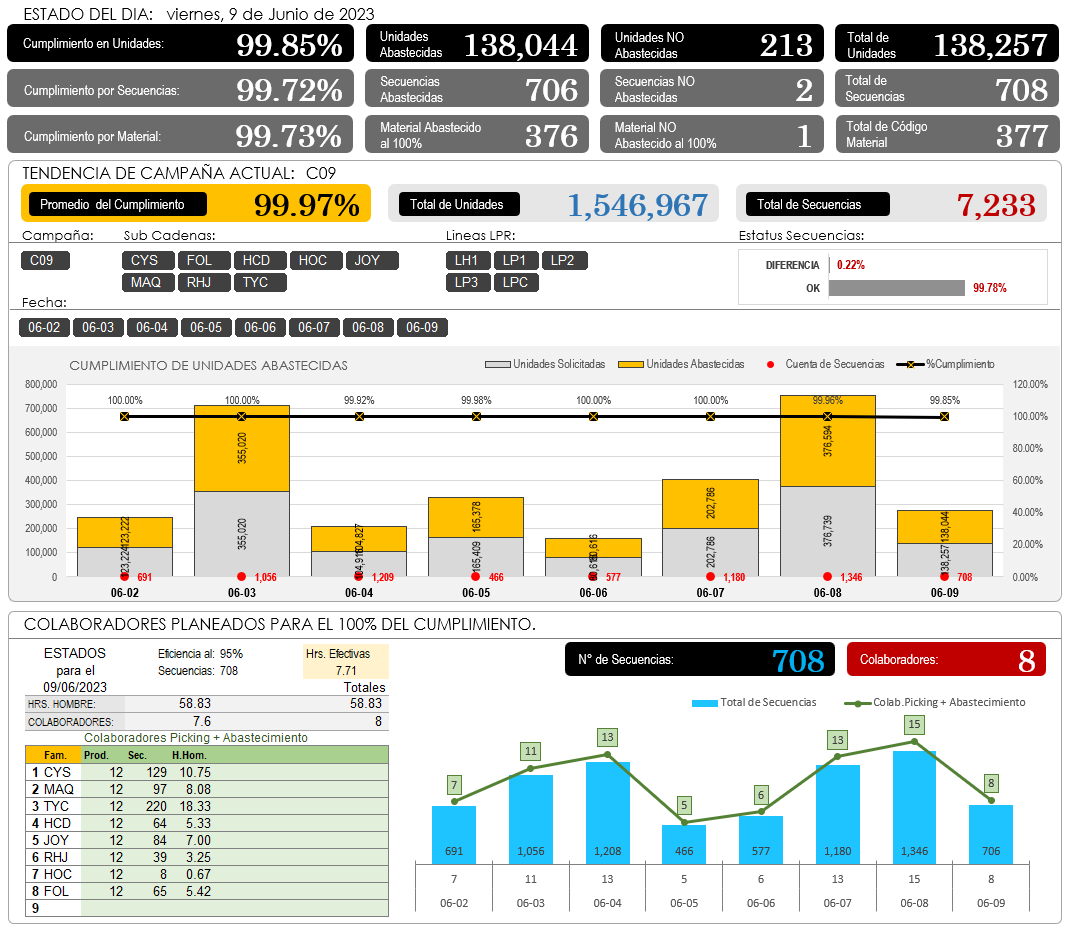 ESTADO DEL DIA: viernes, 9 de Junio de 2023
Cumplimiento en Unidades: 99.85%
Unidades Abastecidas 138,044
Unidades NO Abastecidas 213
Total de Unidades 138,257
Cumplimiento por Secuencias: 99.72%
Secuencias Abastecidas 706
Secuencias NO Abastecidas 2
Total de Secuencias 708
Cumplimiento por Material: 99.73%
Material Abastecido al 100% 376
Material NO Abastecido al 100% 1
Total de Código Material 377
TENDENCIA DE CAMPAÑA ACTUAL: C09
Promedio del Cumplimiento 99.97%
Total de Unidades 1,546,967
Total de Secuencias 7,233
Campaña: Sub Cadenas: Lineas LPR: Estatus Secuencias:
C09 CYS FOL HCD HOC JOY LH1 LP1 LP2
MAQ RHJ TYC LP3 LPC
DIFERENCIA 0.22%
OK 99.78%
Fecha:
06-02 06-03 06-04 06-05 06-06 06-07 06-08 06-09
CUMPLIMIENTO DE UNIDADES ABASTECIDAS
Unidades Solicitadas Unidades Abastecidas Cuenta de Secuencias %Cumplimiento
800,000 120.00%
700,000 100.00%
600,000 80.00%
500,000 60.00%
400,000 40.00%
300,000 20.00%
200,000 0.00%
100,000
0
100.00% 100.00% 99.92% 99.98% 100.00% 100.00% 99.96% 99.85%
123,222 355,020 104,827 165,378 202,786 376,594 138,044
123,224 355,020 165,409 202,786 376,739 138,257
691 1,056 1,209 466 577 1,180 1,346 708
06-02 06-03 06-04 06-05 06-06 06-07 06-08 06-09
COLABORADORES PLANEADOS PARA EL 100% DEL CUMPLIMIENTO.
ESTADOS para el 09/06/2023
Eficiencia al: 95%
Secuencias: 708
Hrs. Efectivas
7.71
Totales
HRS. HOMBRE: 58.83 58.83
COLABORADORES: 7.6 8
Colaboradores Picking + Abastecimiento
Fam. Prod. Sec. H.Hom.
1 CYS 12 129 10.75
2 MAQ 12 97 8.08
3 TYC 12 220 18.33
4 HCD 12 64 5.33
5 JOY 12 84 7.00
6 RHJ 12 39 3.25
7 HOC 12 8 0.67
8 FOL 12 65 5.42
9
N° de Secuencias: 708
Colaboradores: 8
Total de Secuencias Colab.Picking + Abastecimiento
7 11 13 5 6 13 15 8
691 1,056 1,208 466 577 1,180 1,346 706
7 11 13 5 6 13 15 8
06-02 06-03 06-04 06-05 06-06 06-07 06-08 06-09